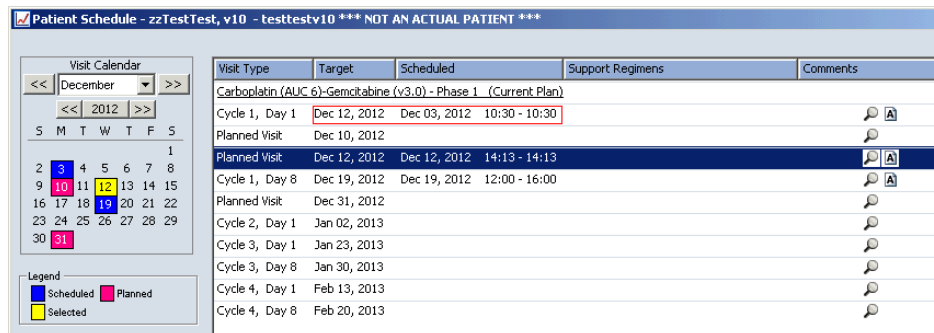 Patient Schedule - zzTestTest, v10 - testtestv10 *** NOT AN ACTUAL PATIENT ***
Visit Calendar
<< December >>
<< 2012 >>
S M T W T F S
1
2 3 4 5 6 7 8
9 10 11 12 13 14 15
16 17 18 19 20 21 22
23 24 25 26 27 28 29
30 31
Legend
Scheduled Planned
Selected
Visit Type Target Scheduled Support Regimens Comments
Carboplatin (AUC 6)-Gemcitabine (v3.0) - Phase 1 (Current Plan)
Cycle 1, Day 1 Dec 12, 2012 Dec 03, 2012 10:30 - 10:30 A
Planned Visit Dec 10, 2012
Planned Visit Dec 12, 2012 Dec 12, 2012 14:13 - 14:13 A
Cycle 1, Day 8 Dec 19, 2012 Dec 19, 2012 12:00 - 16:00 A
Planned Visit Dec 31, 2012
Cycle 2, Day 1 Jan 02, 2013
Cycle 3, Day 1 Jan 23, 2013
Cycle 3, Day 8 Jan 30, 2013
Cycle 4, Day 1 Feb 13, 2013
Cycle 4, Day 8 Feb 20, 2013